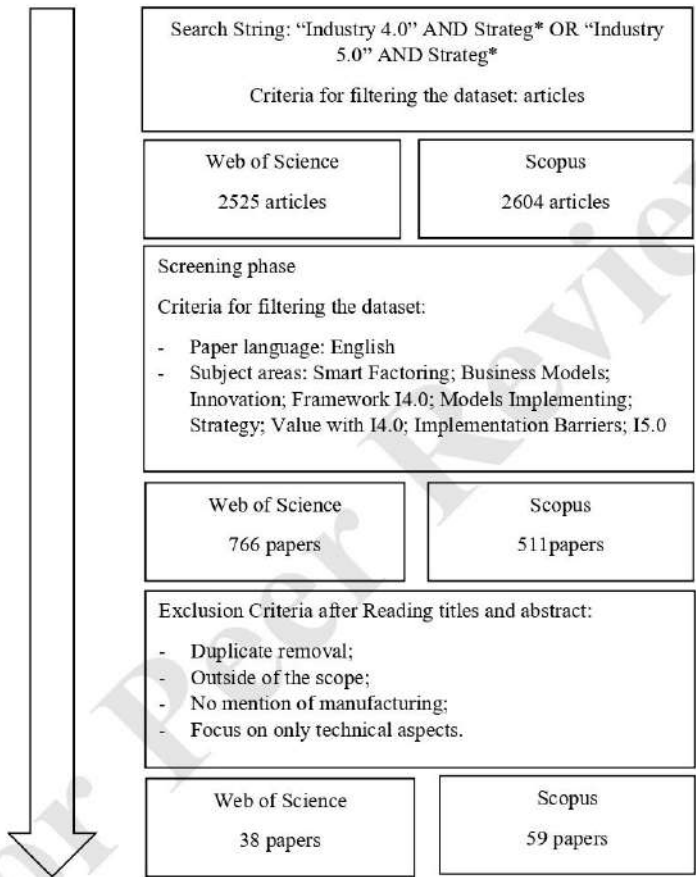 Search String: “Industry 4.0” AND Strateg* OR “Industry
5.0” AND Strateg*
Criteria for filtering the dataset: articles
Web of Science
2525 articles
Scopus
2604 articles
Screening phase
Criteria for filtering the dataset:
- Paper language: English
- Subject areas: Smart Factoring; Business Models;
Innovation; Framework I4.0; Models Implementing;
Strategy; Value with I4.0; Implementation Barriers; I5.0
Web of Science
766 papers
Scopus
511papers
Exclusion Criteria after Reading titles and abstract:
- Duplicate removal;
- Outside of the scope;
- No mention of manufacturing;
- Focus on only technical aspects.
Web of Science
38 papers
Scopus
59 papers
or Peer Review